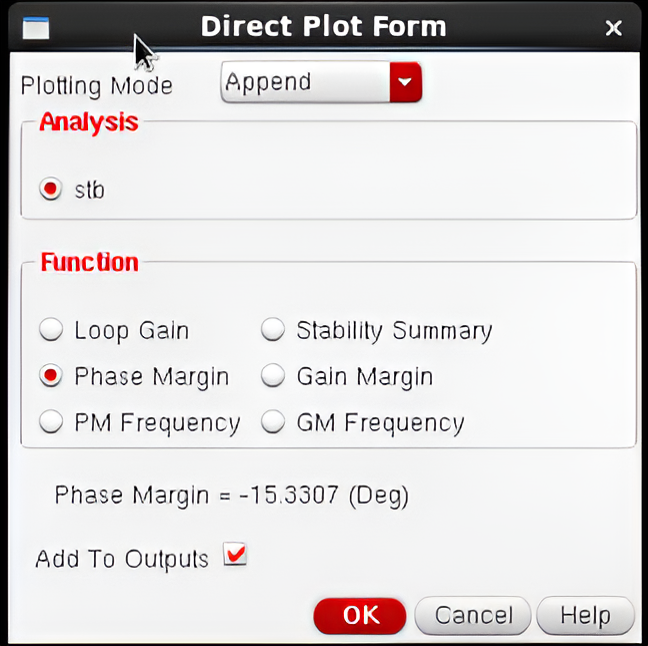 Direct Plot Form
Plotting Mode Append
Analysis
stb
Function
Loop Gain Stability Summary
Phase Margin Gain Margin
PM Frequency GM Frequency
Phase Margin = -15.3307 (Deg)
Add To Outputs
OK Cancel Help